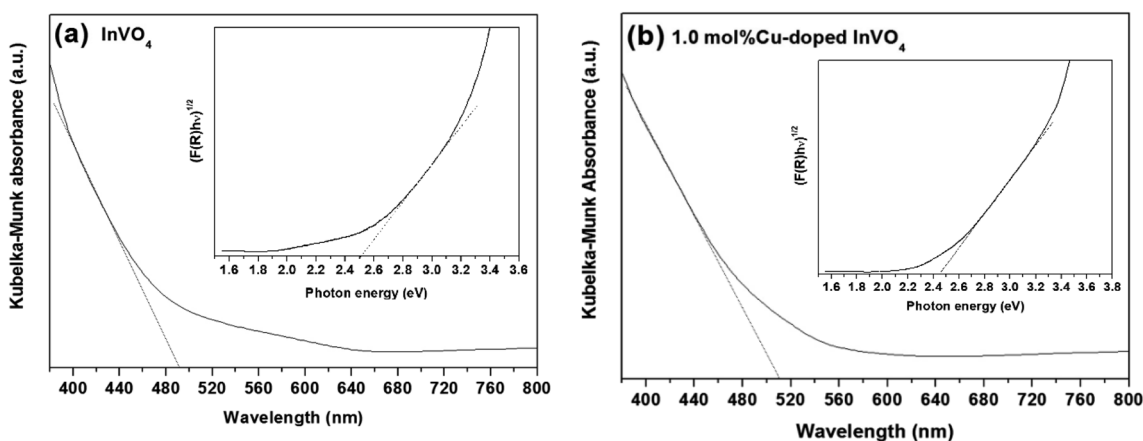 (a) InVO4
Kubelka-Munk absorbance (a.u.)
(F(R)hν)1/2
1.6 1.8 2.0 2.2 2.4 2.6 2.8 3.0 3.2 3.4 3.6
Photon energy (eV)
400 440 480 520 560 600 640 680 720 760 800
Wavelength (nm)
(b) 1.0 mol%Cu-doped InVO4
Kubelka-Munk Absorbance (a.u.)
(F(R)hν)1/2
1.6 1.8 2.0 2.2 2.4 2.6 2.8 3.0 3.2 3.4 3.6 3.8
Photon energy (eV)
400 440 480 520 560 600 640 680 720 760 800
Wavelength (nm)